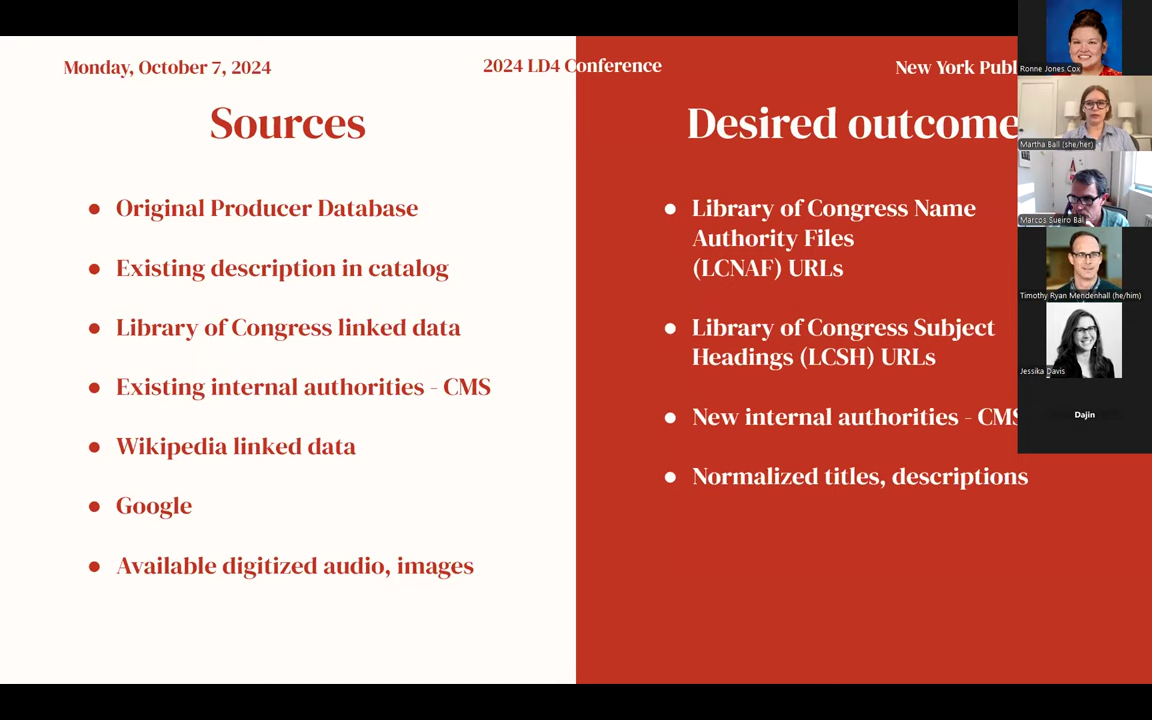 Monday, October 7, 2024
2024 LD4 Conference
New York Publ
Sources
• Original Producer Database
• Existing description in catalog
• Library of Congress linked data
• Existing internal authorities - CMS
• Wikipedia linked data
• Google
• Available digitized audio, images
Desired outcome
• Library of Congress Name
Authority Files
(LCNAF) URLs
• Library of Congress Subject
Headings (LCSH) URLs
• New internal authorities - CMS
• Normalized titles, descriptions
Ronne Jones Cox
Martha Ball (she/her)
Marcos Sueiro Bal
Timothy Ryan Mendenhall (he/him)
Jessika Davis
Dajin